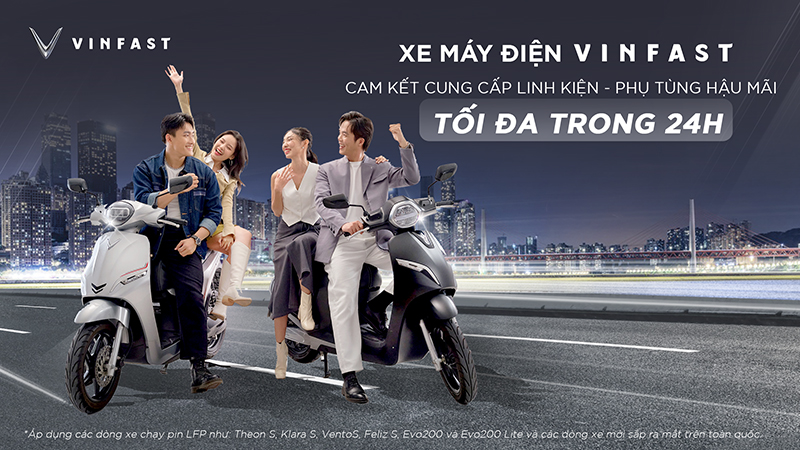 VINFAST
XE MÁY ĐIỆN VINFAST
CAM KẾT CUNG CẤP LINH KIỆN - PHỤ TÙNG HẬU MÃI
TỐI ĐA TRONG 24H
*Áp dụng các dòng xe chạy pin LFP như: Theon S, Klara S, VentoS, Feliz S, Evo200 và Evo200 Lite và các dòng xe mới sắp ra mắt trên toàn quốc.